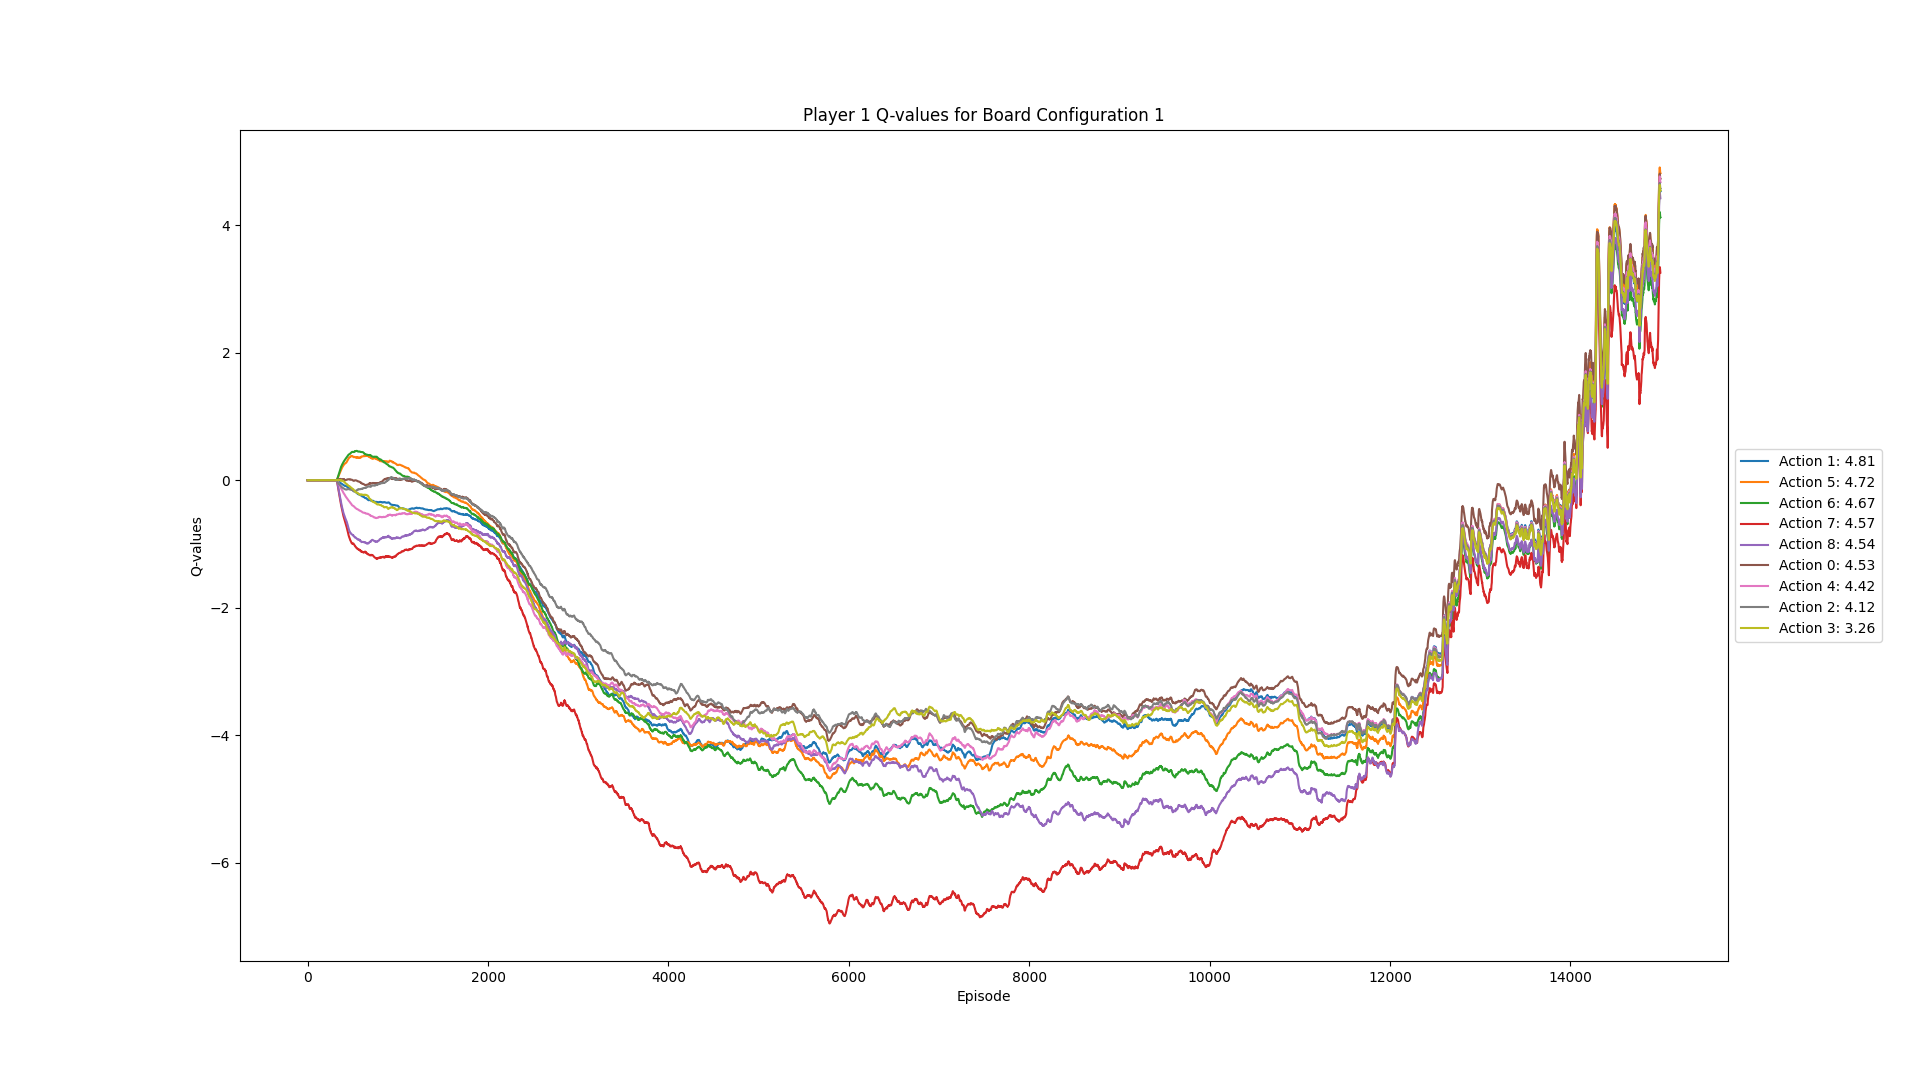 Player 1 Q-values for Board Configuration 1
Q-values
4
2
0
−2
−4
−6
0 2000 4000 6000 8000 10000 12000 14000
Episode
Action 1: 4.81
Action 5: 4.72
Action 6: 4.67
Action 7: 4.57
Action 8: 4.54
Action 0: 4.53
Action 4: 4.42
Action 2: 4.12
Action 3: 3.26